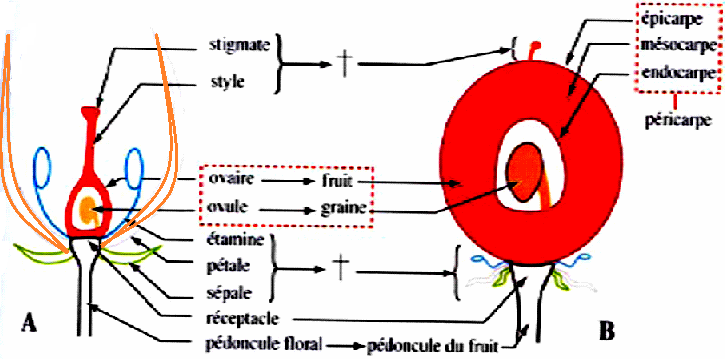 épicarpe
stigmate
mésocarpe
†
style
endocarpe
péricarpe
ovaire
fruit
ovule
graine
étamine
pétale
†
sépale
réceptacle
A
B
pédoncule floral
pédoncule du fruit